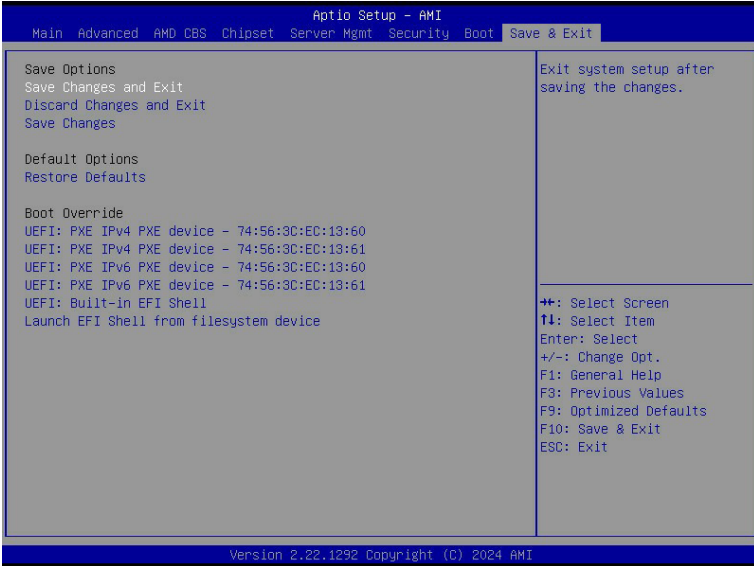 Aptio Setup – AMI
Main Advanced AMD CBS Chipset Server Mgmt Security Boot Save & Exit
Save Options
Save Changes and Exit
Discard Changes and Exit
Save Changes
Default Options
Restore Defaults
Boot Override
UEFI: PXE IPv4 PXE device – 74:56:3C:EC:13:60
UEFI: PXE IPv4 PXE device – 74:56:3C:EC:13:61
UEFI: PXE IPv6 PXE device – 74:56:3C:EC:13:60
UEFI: PXE IPv6 PXE device – 74:56:3C:EC:13:61
UEFI: Built-in EFI Shell
Launch EFI Shell from filesystem device
Exit system setup after
saving the changes.
→←: Select Screen
↑↓: Select Item
Enter: Select
+/-: Change Opt.
F1: General Help
F3: Previous Values
F9: Optimized Defaults
F10: Save & Exit
ESC: Exit
Version 2.22.1292 Copyright (C) 2024 AMI